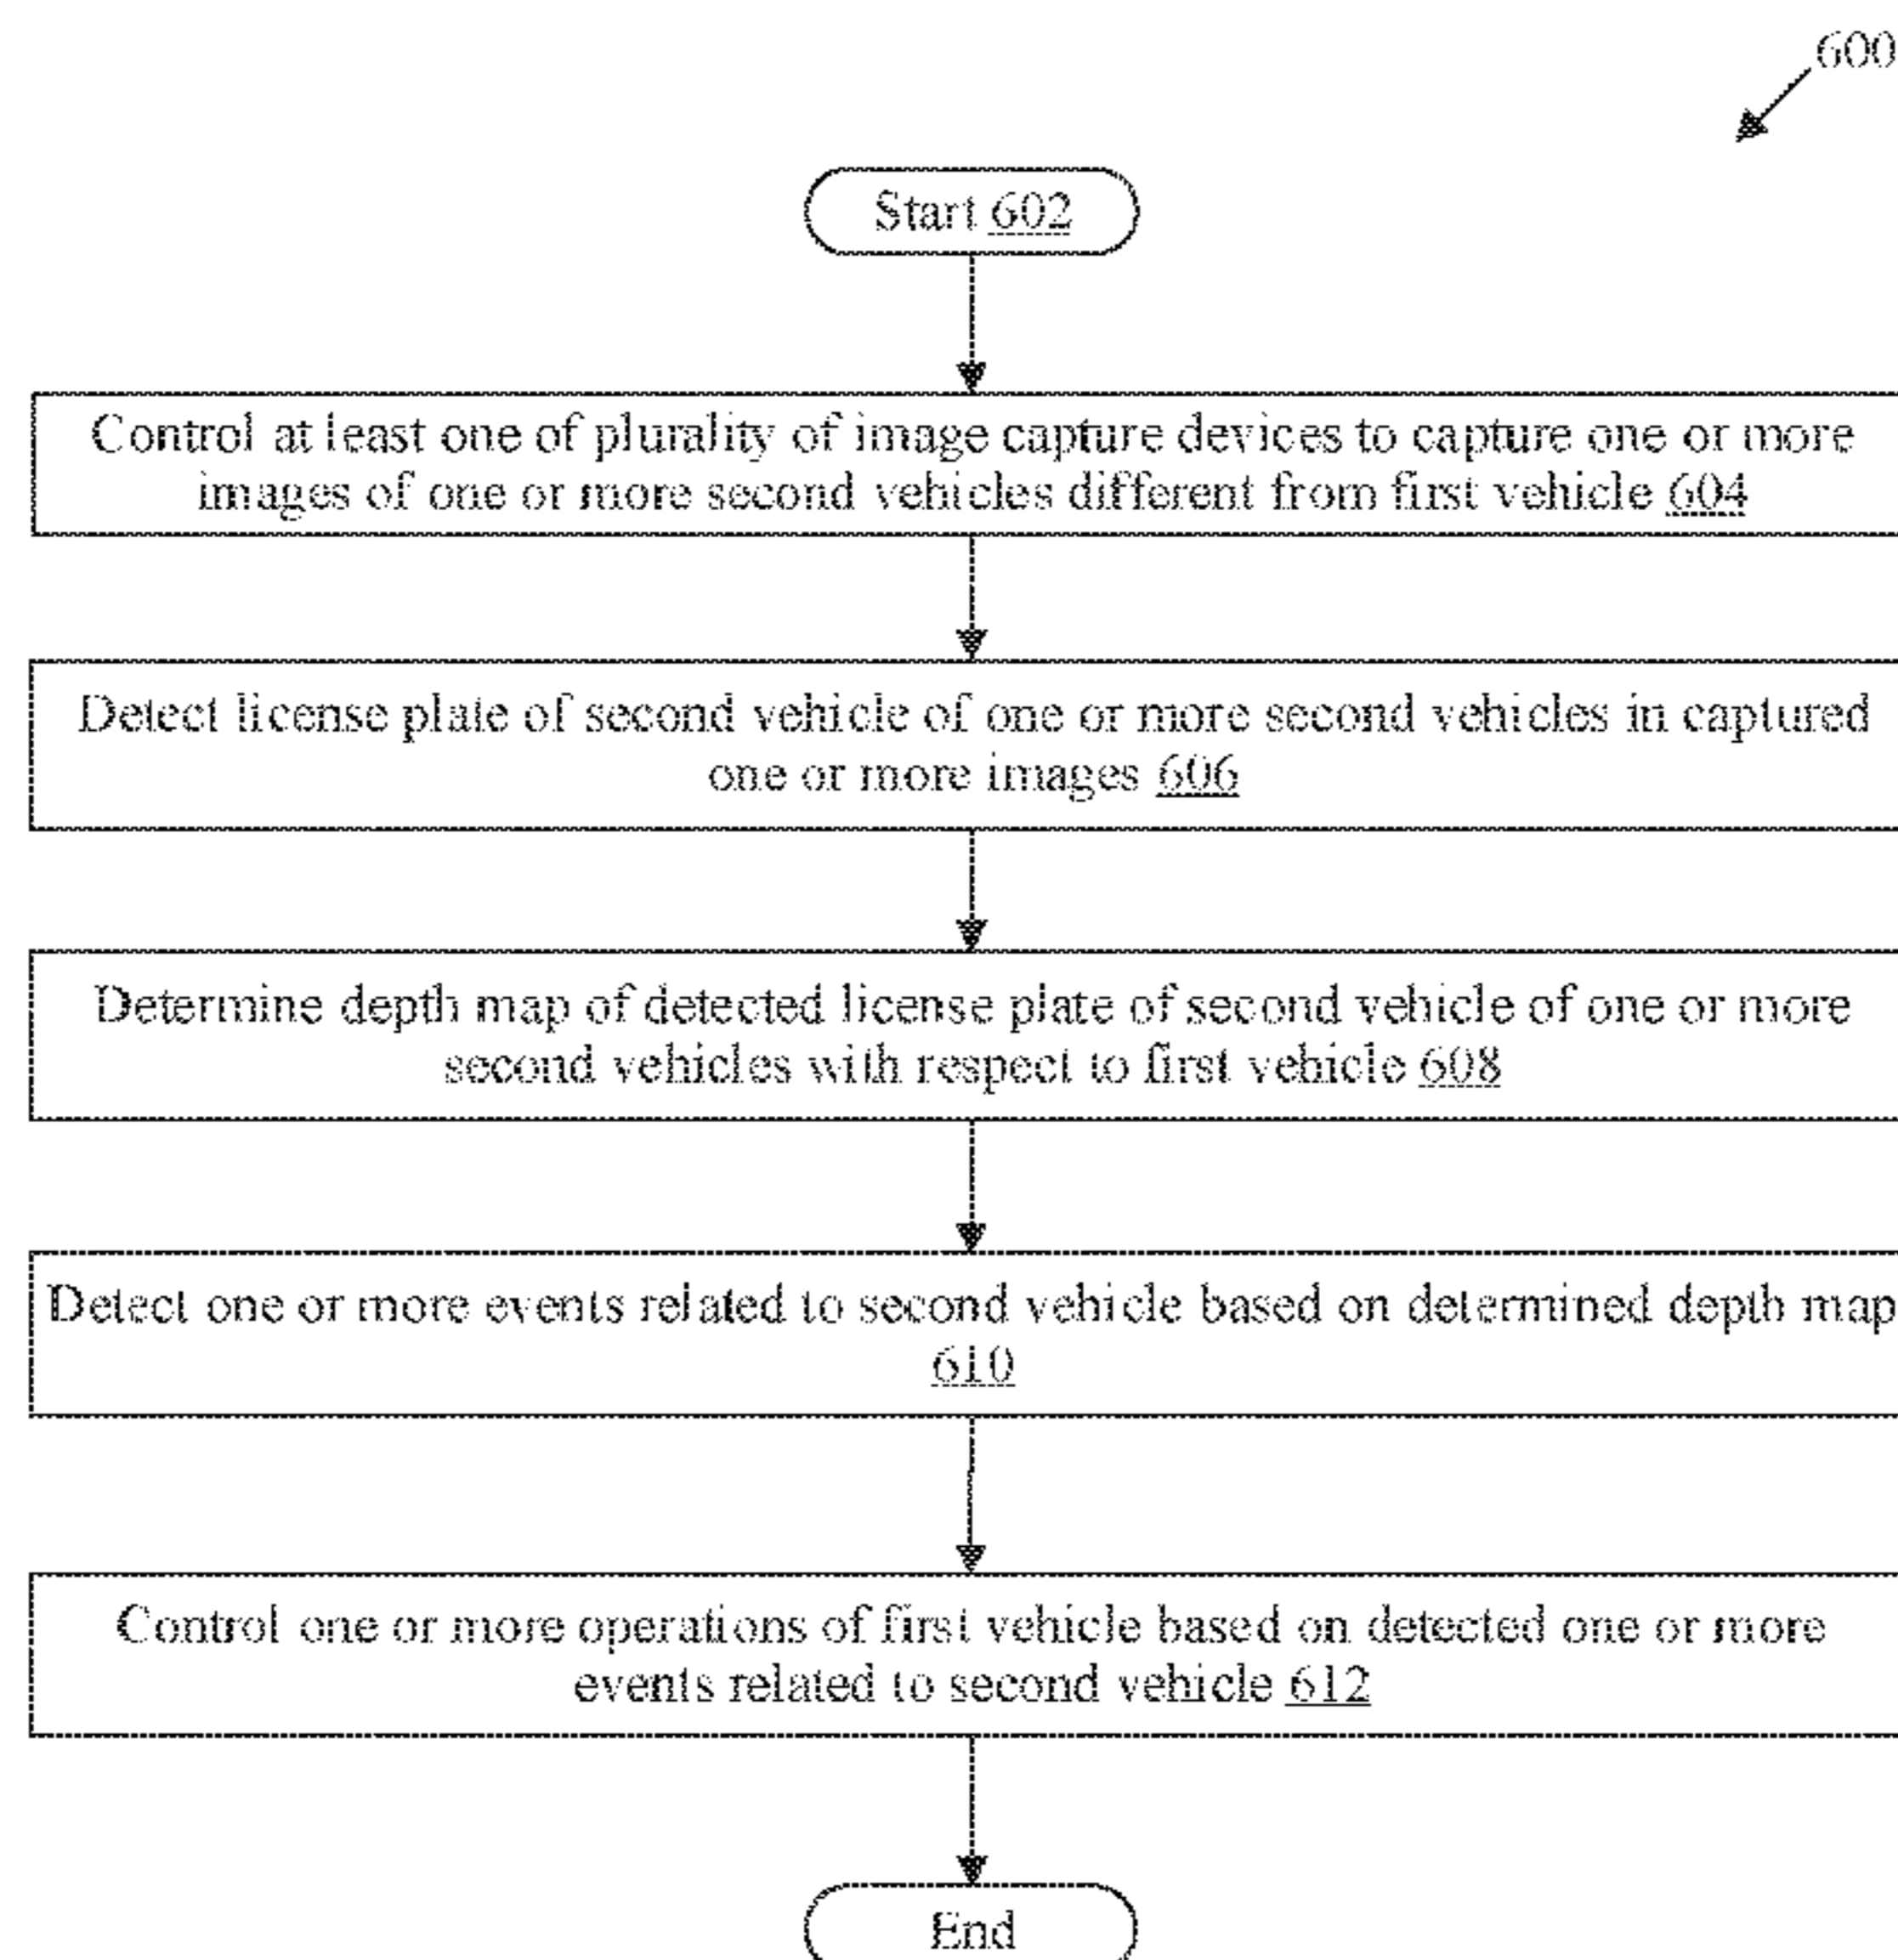 600
Start 602
Control at least one of plurality of image capture devices to capture one or more
images of one or more second vehicles different from first vehicle 604
Detect license plate of second vehicle of one or more second vehicles in captured
one or more images 606
Determine depth map of detected license plate of second vehicle of one or more
second vehicles with respect to first vehicle 608
Detect one or more events related to second vehicle based on determined depth map
610
Control one or more operations of first vehicle based on detected one or more
events related to second vehicle 612
End